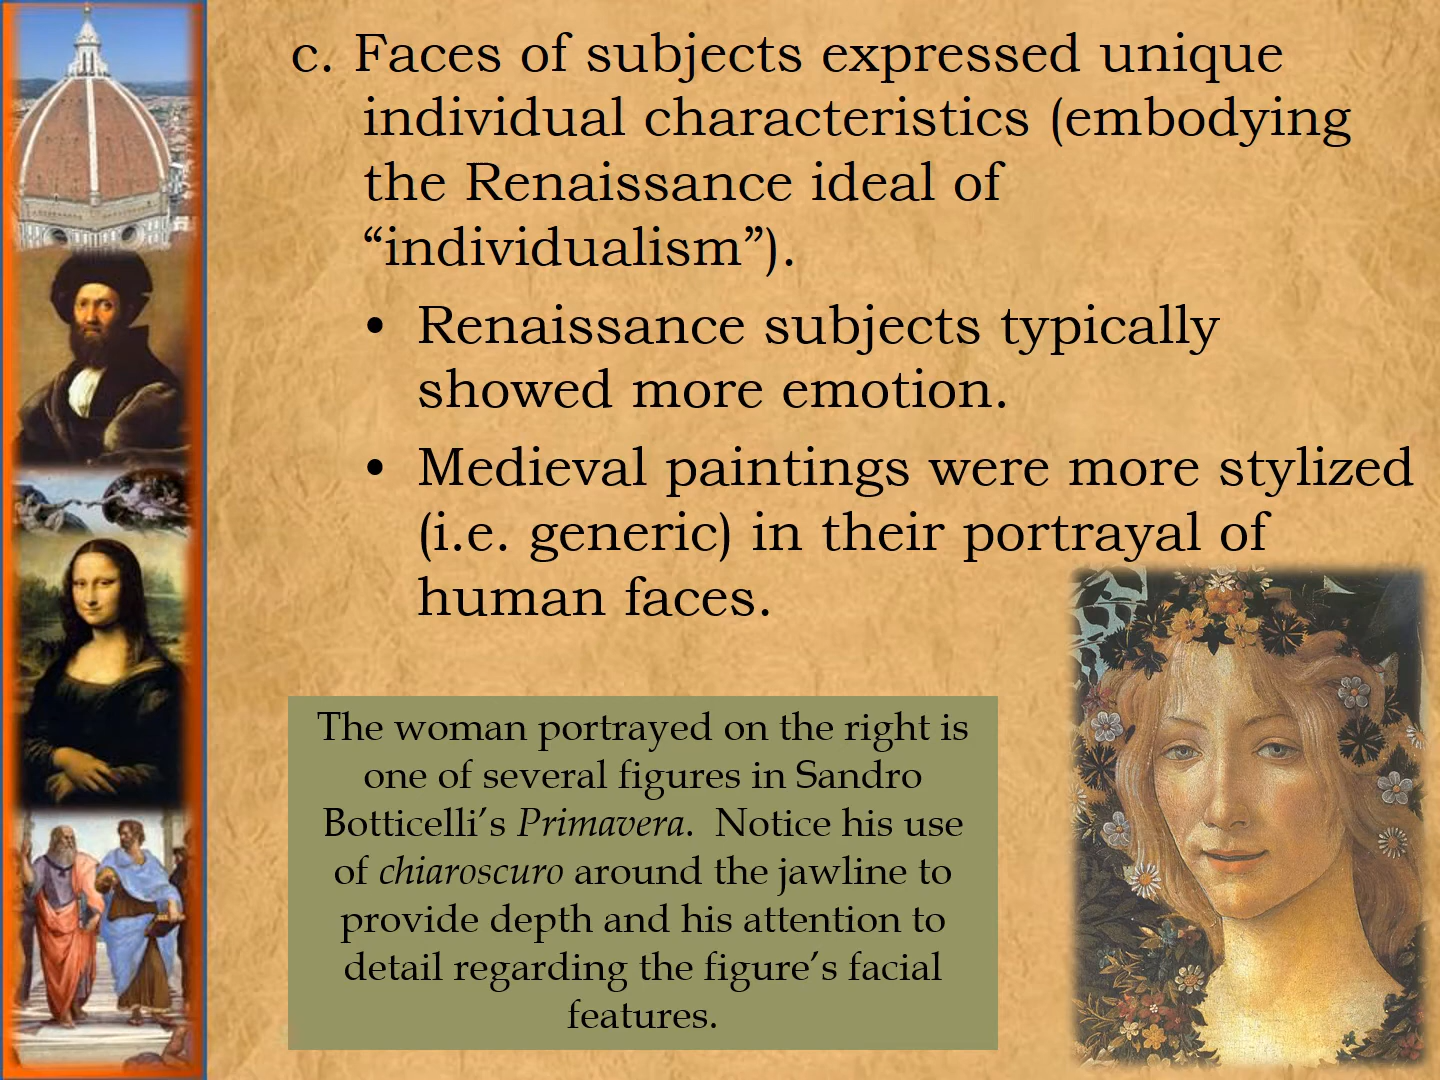 c. Faces of subjects expressed unique
individual characteristics (embodying
the Renaissance ideal of
“individualism”).
• Renaissance subjects typically
showed more emotion.
• Medieval paintings were more stylized
(i.e. generic) in their portrayal of
human faces.
The woman portrayed on the right is
one of several figures in Sandro
Botticelli’s Primavera.  Notice his use
of chiaroscuro around the jawline to
provide depth and his attention to
detail regarding the figure’s facial
features.